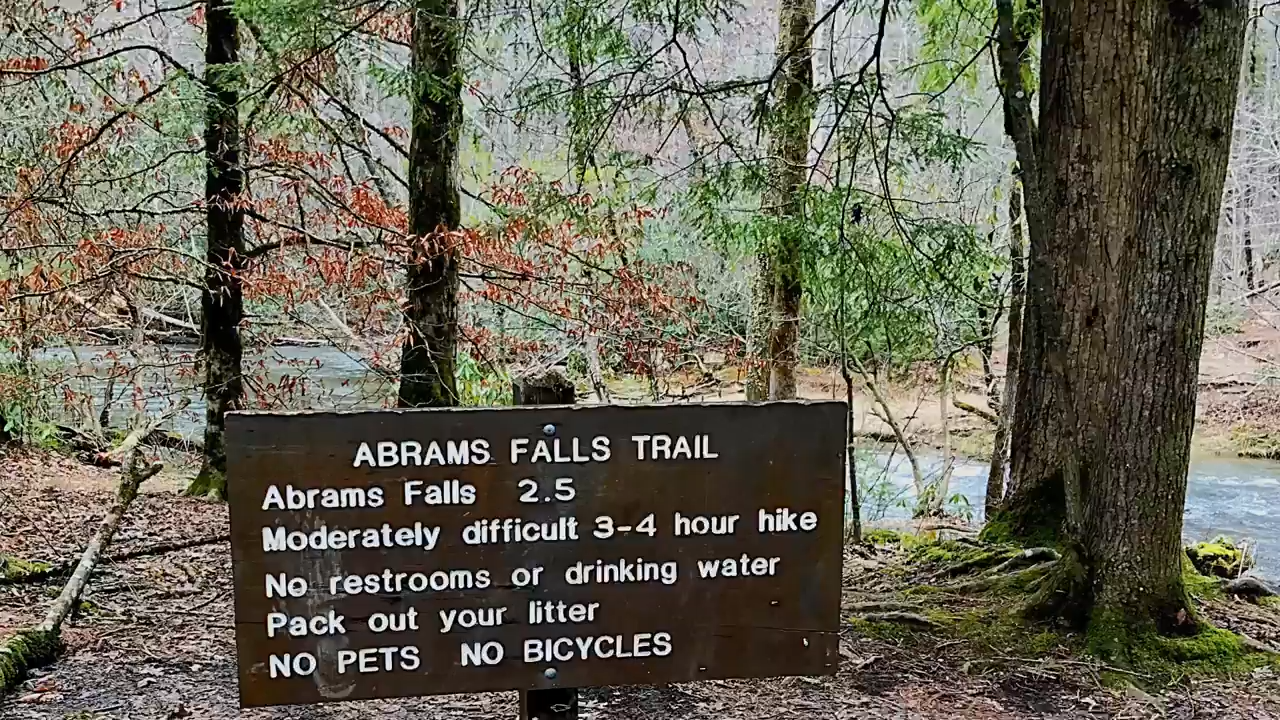 ABRAMS FALLS TRAIL
Abrams Falls 2.5
Moderately difficult 3-4 hour hike
No restrooms or drinking water
Pack out your litter
NO PETS NO BICYCLES